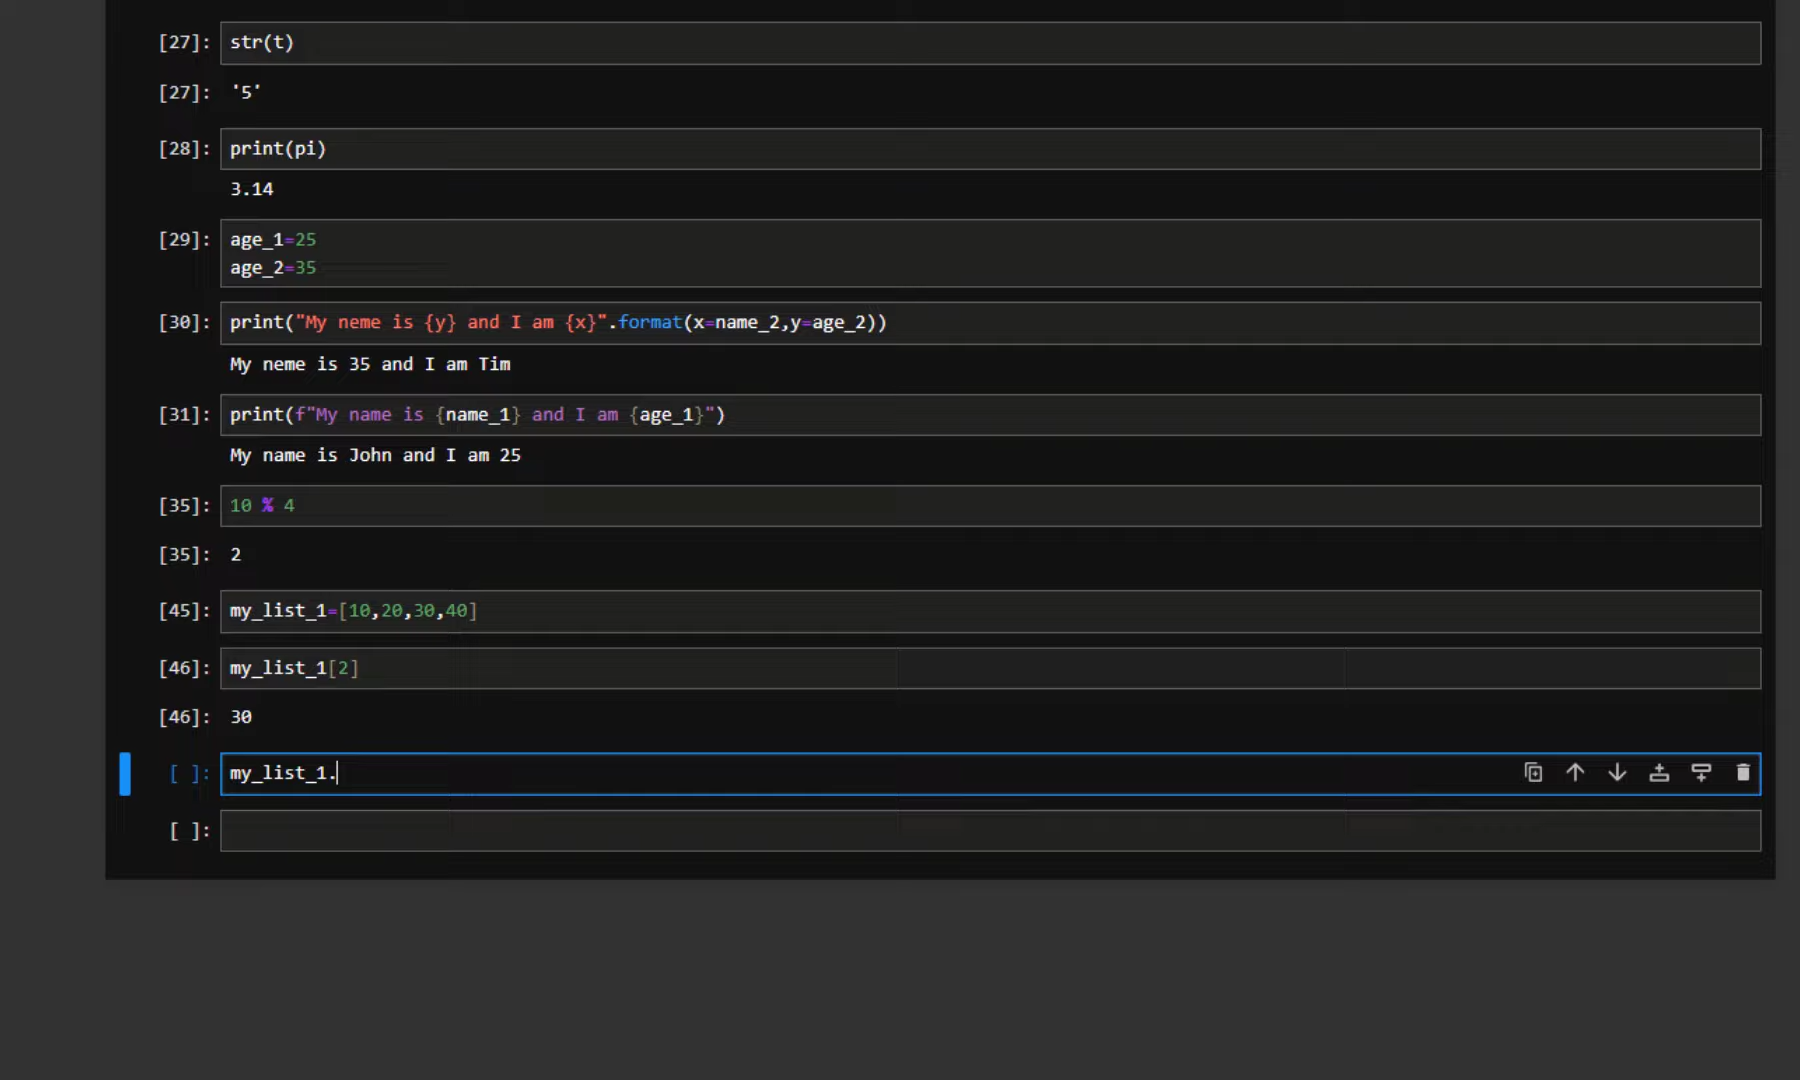 [27]: str(t)
[27]: '5'
[28]: print(pi)
3.14
[29]: age_1=25
age_2=35
[30]: print("My neme is {y} and I am {x}".format(x=name_2,y=age_2))
My neme is 35 and I am Tim
[31]: print(f"My name is {name_1} and I am {age_1}")
My name is John and I am 25
[35]: 10 % 4
[35]: 2
[45]: my_list_1=[10,20,30,40]
[46]: my_list_1[2]
[46]: 30
[ ]: my_list_1.
[ ]: